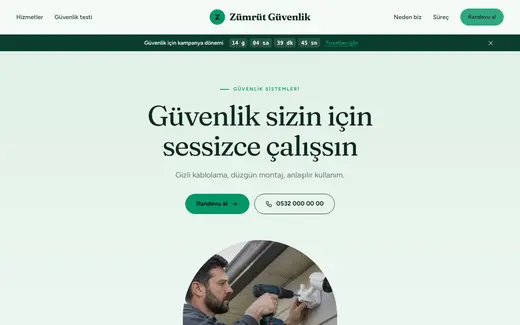 Hizmetler
Güvenlik testi
Z
Zümrüt Güvenlik
Neden biz
Süreç
Randevu al
Güvenlik için kampanya dönemi 14 g 04 sa 39 dk 45 sn
GÜVENLİK SİSTEMLERİ
Güvenlik sizin için
sessizce çalışsın
Gizli kablolama, düzgün montaj, anlaşılır kullanım.
Randevu al →
0532 000 00 00